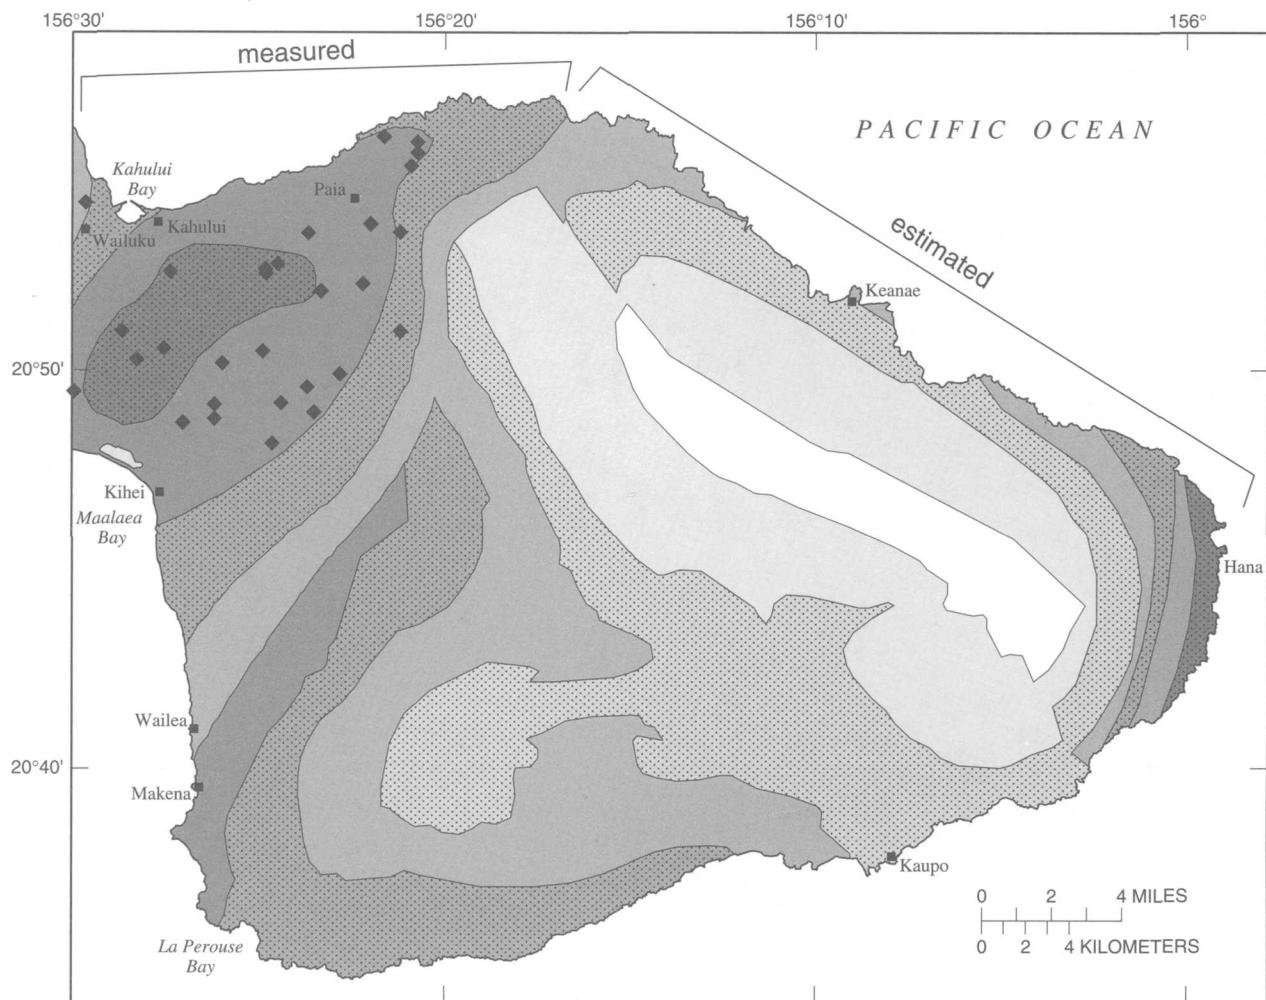 156°30' 156°20' 156°10' 156°
measured
PACIFIC OCEAN
Kahului
Bay
Paia
Kahului
Wailuku
estimated
Keanae
20°50'
Kihei
Maalaea
Bay
Hana
Wailea
20°40'
Makena
Kaupo
0 2 4 MILES
0 2 4 KILOMETERS
La Perouse
Bay